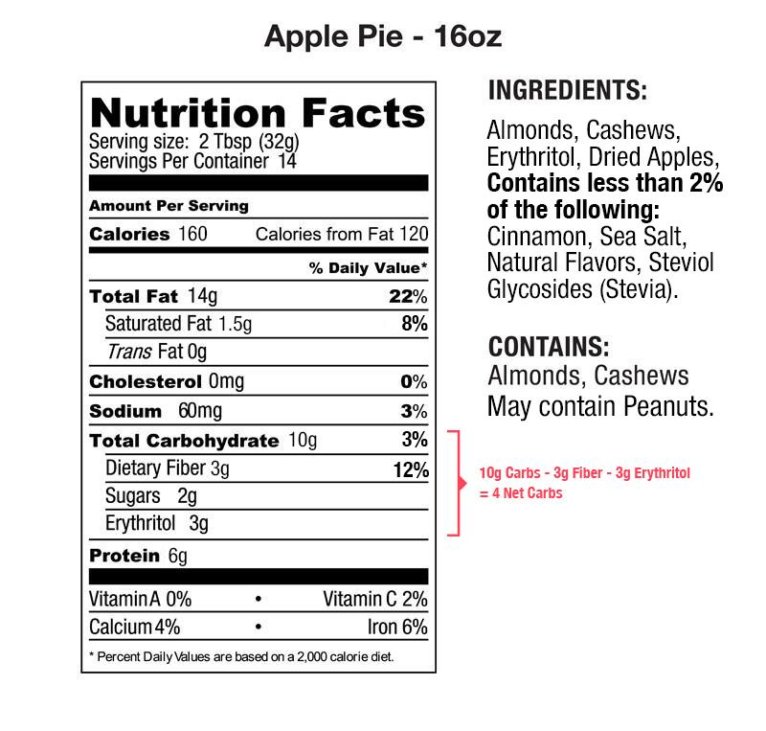 Apple Pie - 16oz
Nutrition Facts
Serving size: 2 Tbsp (32g)
Servings Per Container 14
Amount Per Serving
Calories 160 Calories from Fat 120
% Daily Value*
Total Fat 14g 22%
Saturated Fat 1.5g 8%
Trans Fat 0g
Cholesterol 0mg 0%
Sodium 60mg 3%
Total Carbohydrate 10g 3%
Dietary Fiber 3g 12%
Sugars 2g
Erythritol 3g
Protein 6g
Vitamin A 0% • Vitamin C 2%
Calcium 4% • Iron 6%
* Percent Daily Values are based on a 2,000 calorie diet.
INGREDIENTS:
Almonds, Cashews,
Erythritol, Dried Apples,
Contains less than 2%
of the following:
Cinnamon, Sea Salt,
Natural Flavors, Steviol
Glycosides (Stevia).
CONTAINS:
Almonds, Cashews
May contain Peanuts.
10g Carbs - 3g Fiber - 3g Erythritol
= 4 Net Carbs